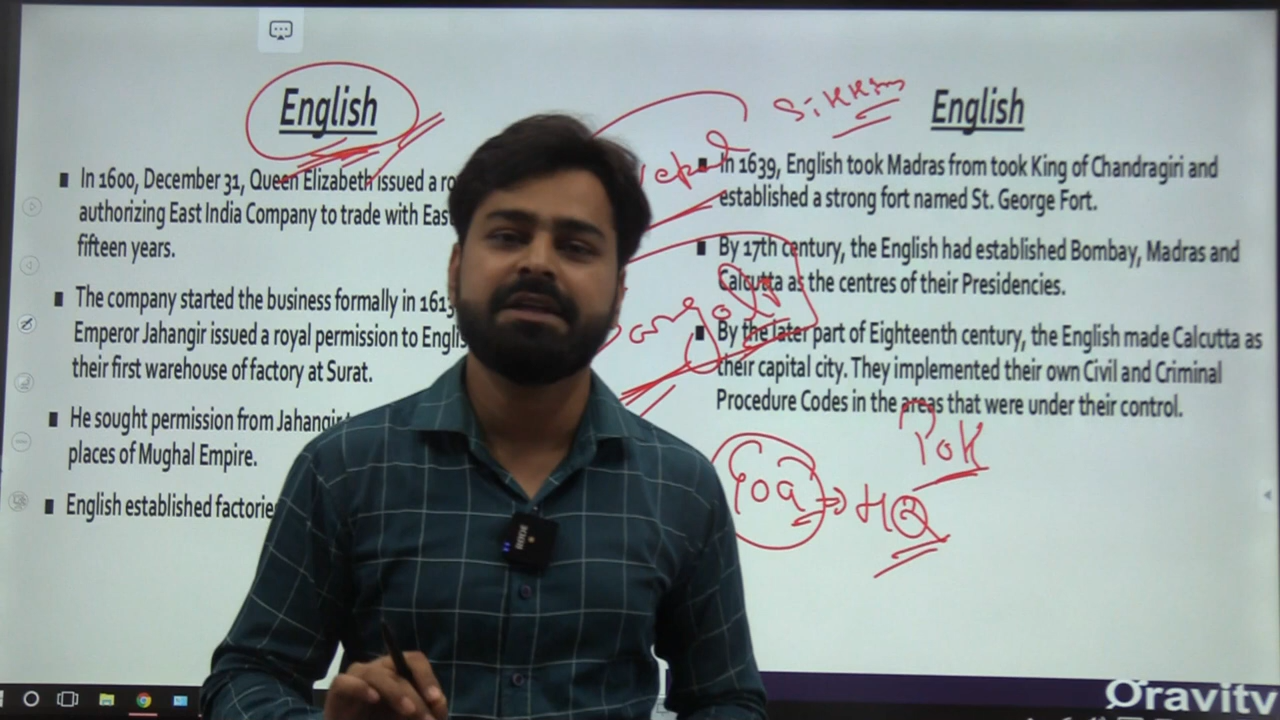 English
In 1600, December 31, Queen Elizabeth issued a ro
authorizing East India Company to trade with East
fifteen years.
The company started the business formally in 161
Emperor Jahangir issued a royal permission to Engli
their first warehouse of factory at Surat.
He sought permission from Jahangir
places of Mughal Empire.
English established factorie
RODE
Sikkim
English
In 1639, English took Madras from took King of Chandragiri and
established a strong fort named St. George Fort.
By 17th century, the English had established Bombay, Madras and
Calcutta as the centres of their Presidencies.
By the later part of Eighteenth century, the English made Calcutta as
their capital city. They implemented their own Civil and Criminal
Procedure Codes in the areas that were under their control.
PoK
Goa → HQ